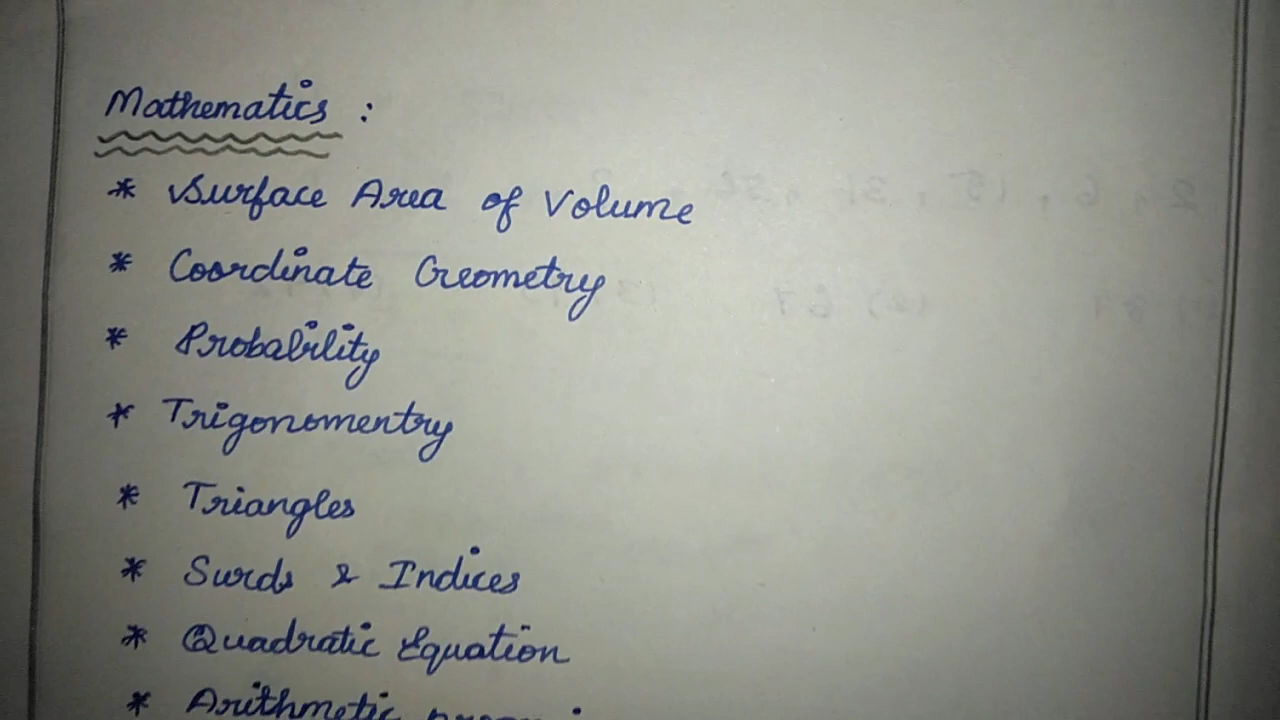 Mathematics :
* Surface Area of Volume
* Coordinate Geometry
* Probability
* Trigonomentry
* Triangles
* Surds & Indices
* Quadratic Equation
* Arithmetic